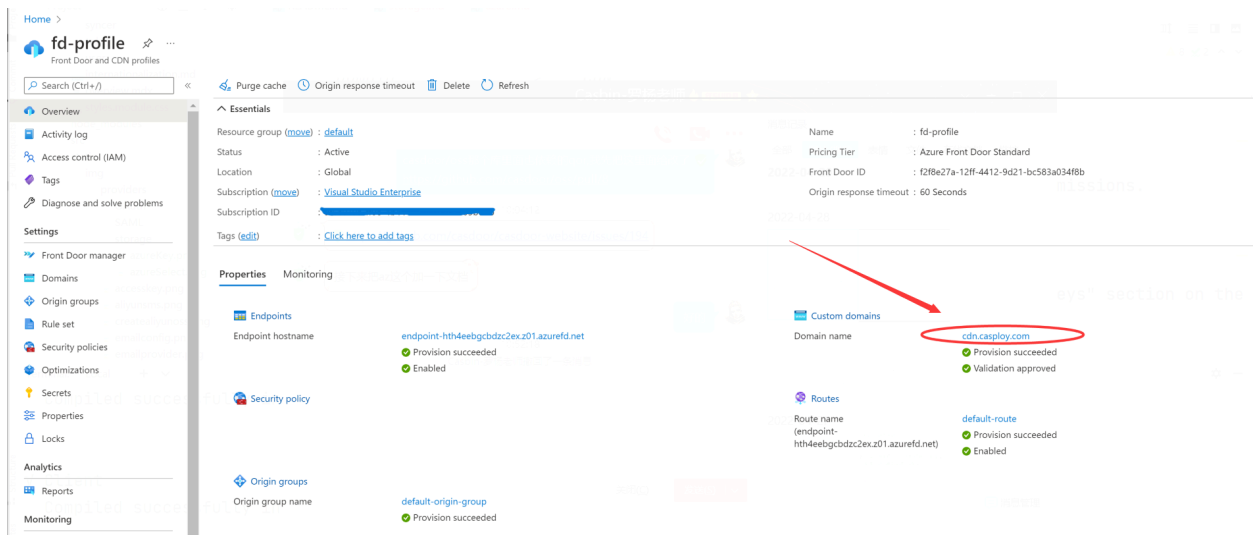 Home >
fd-profile ...
Front Door and CDN profiles
Search (Ctrl+/) «
Purge cache Origin response timeout Delete Refresh
Overview
Activity log
Access control (IAM)
Tags
Diagnose and solve problems
Settings
Front Door manager
Domains
Origin groups
Rule set
Security policies
Optimizations
Secrets
Properties
Locks
Analytics
Reports
Monitoring
Essentials
Resource group (move) : default
Status : Active
Location : Global
Subscription (move) : Visual Studio Enterprise
Subscription ID :
Tags (edit) : Click here to add tags
Name : fd-profile
Pricing Tier : Azure Front Door Standard
Front Door ID : f2f8e27a-12ff-4412-9d21-bc583a034f8b
Origin response timeout : 60 Seconds
missions.
Properties Monitoring
Endpoints
Endpoint hostname endpoint-hth4eebgcbdzc2ex.z01.azurefd.net
Provision succeeded
Enabled
Custom domains
Domain name cdn.casploy.com
Provision succeeded
Validation approved
Security policy
Routes
Route name default-route
(endpoint- Provision succeeded
hth4eebgcbdzc2ex.z01.azurefd.net) Enabled
Origin groups
Origin group name default-origin-group
Provision succeeded
section on the